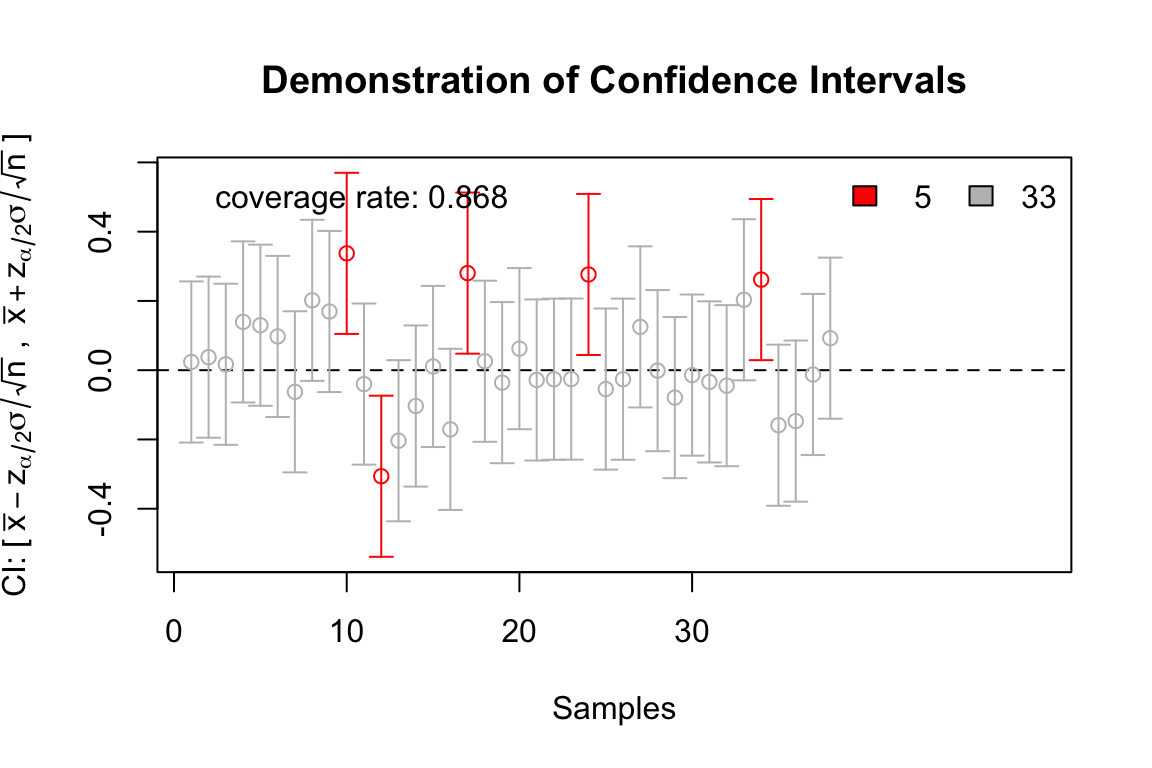 Demonstration of Confidence Intervals
CI: [ x̅ − zα/2σ/√n , x̅ + zα/2σ/√n ]
coverage rate: 0.868
5 33
0.4
0.0
-0.4
0 10 20 30
Samples